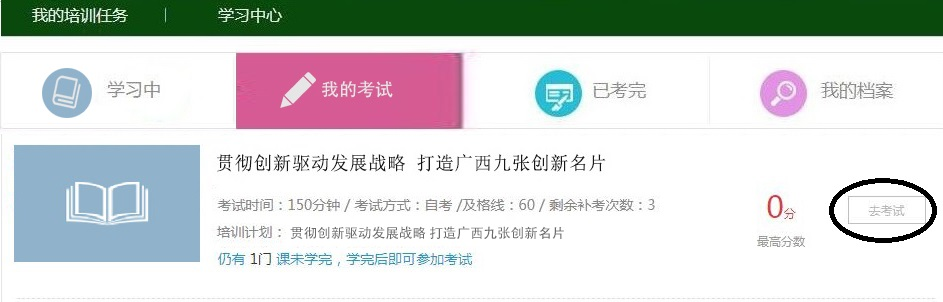 我的培训任务 学习中心
学习中 我的考试 已考完 我的档案
贯彻创新驱动发展战略 打造广西九张创新名片
考试时间：150分钟 / 考试方式：自考 /及格线：60 / 剩余补考次数：3
0分 去考试
培训计划： 贯彻创新驱动发展战略 打造广西九张创新名片
最高分数
仍有 1门 课未学完，学完后即可参加考试